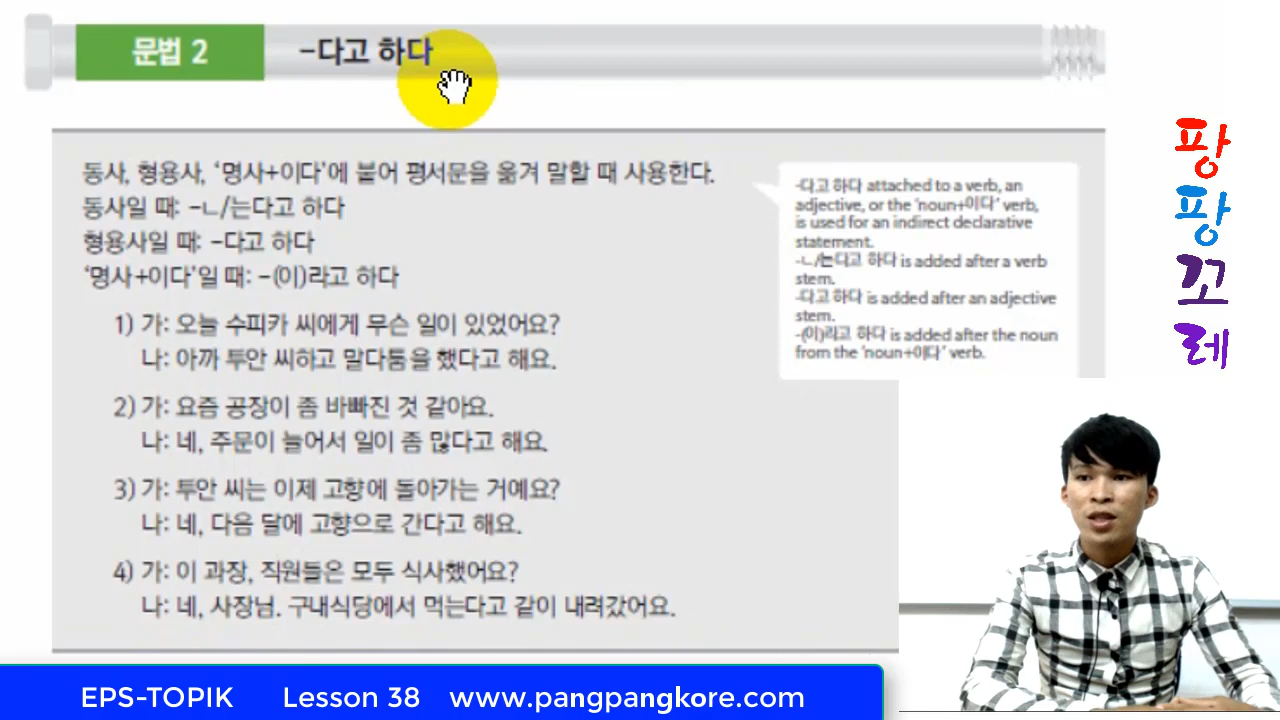 문법 2
-다고 하다
동사, 형용사, ‘명사+이다’에 붙어 평서문을 옮겨 말할 때 사용한다.
동사일 때: -ㄴ/는다고 하다
형용사일 때: -다고 하다
‘명사+이다’일 때: -(이)라고 하다
1) 가: 오늘 수피카 씨에게 무슨 일이 있었어요?
나: 아까 투안 씨하고 말다툼을 했다고 해요.
2) 가: 요즘 공장이 좀 바빠진 것 같아요.
나: 네, 주문이 늘어서 일이 좀 많다고 해요.
3) 가: 투안 씨는 이제 고향에 돌아가는 거예요?
나: 네, 다음 달에 고향으로 간다고 해요.
4) 가: 이 과장, 직원들은 모두 식사했어요?
나: 네, 사장님. 구내식당에서 먹는다고 같이 내려갔어요.
-다고 하다 attached to a verb, an
adjective, or the ‘noun+이다’ verb,
is used for an indirect declarative
statement.
-ㄴ/는다고 하다 is added after a verb
stem.
-다고 하다 is added after an adjective
stem.
-(이)라고 하다 is added after the noun
from the ‘noun+이다’ verb.
팡
팡
꼬
레
EPS-TOPIK Lesson 38 www.pangpangkore.com